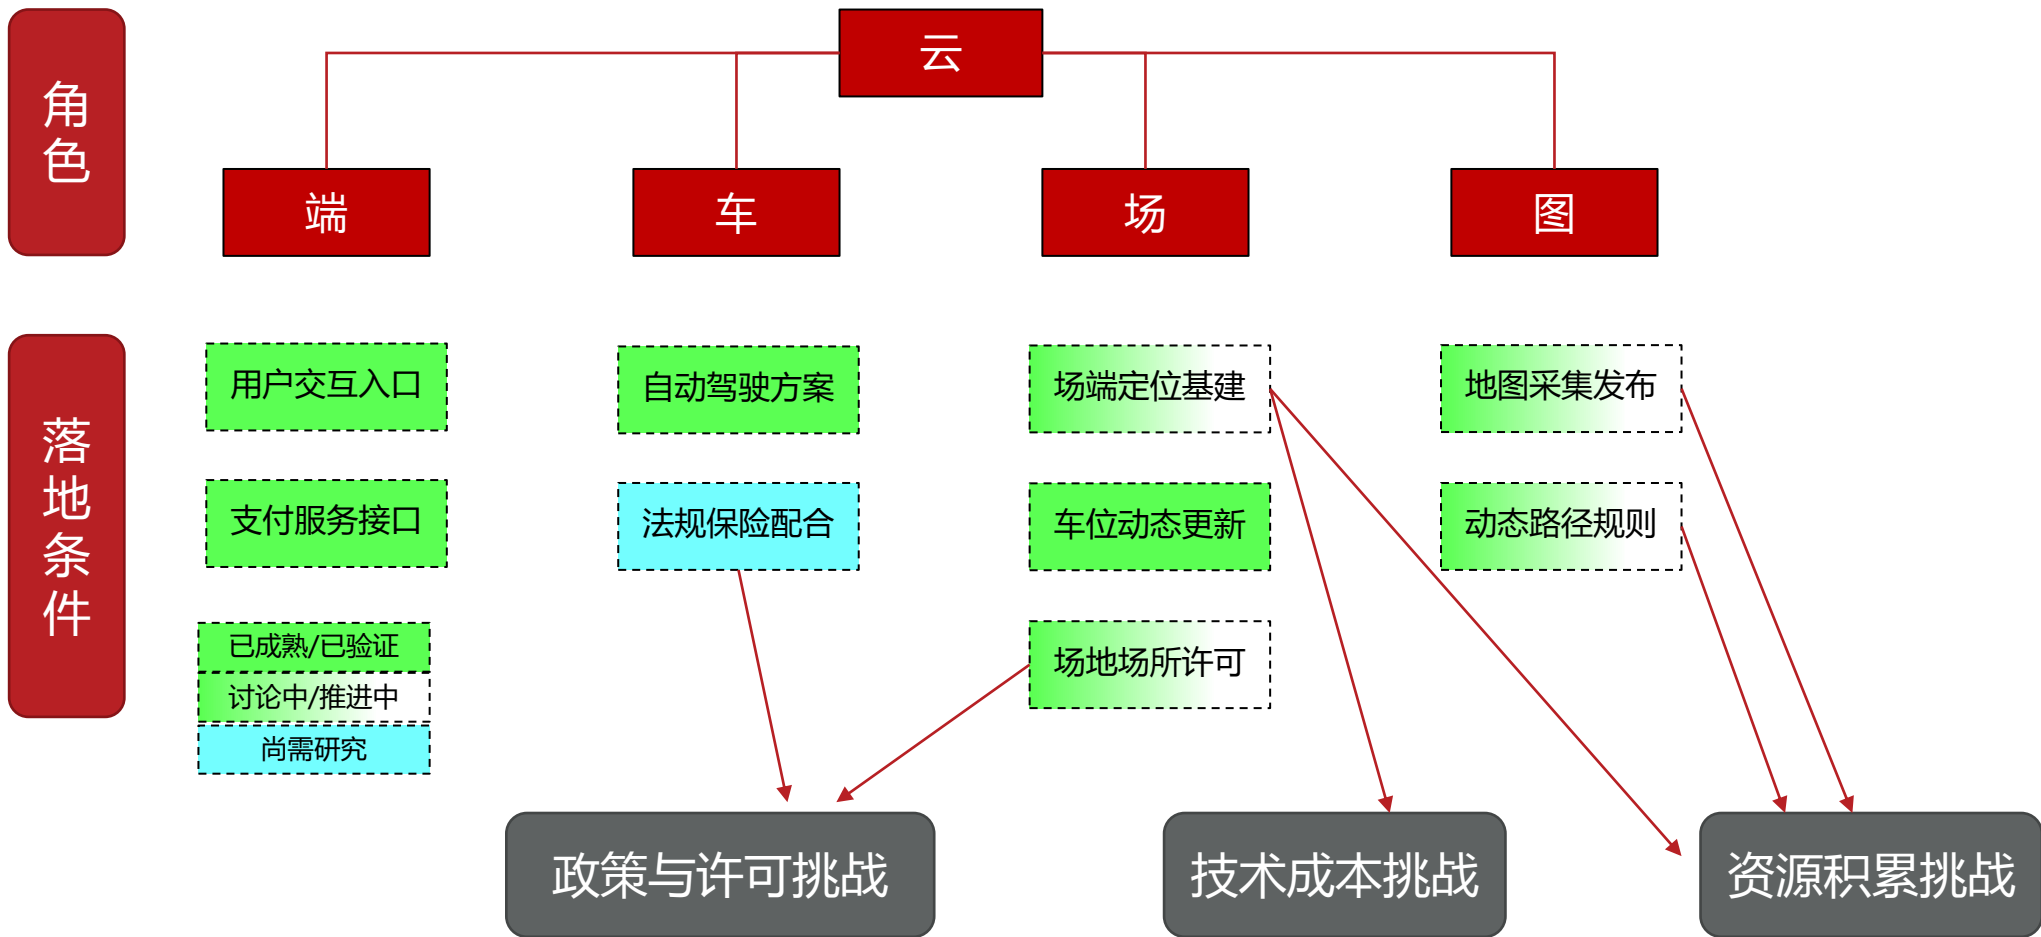 角色
云
端
车
场
图
落地条件
用户交互入口
自动驾驶方案
场端定位基建
地图采集发布
支付服务接口
法规保险配合
车位动态更新
动态路径规则
已成熟/已验证
讨论中/推进中
尚需研究
场地场所许可
政策与许可挑战
技术成本挑战
资源积累挑战